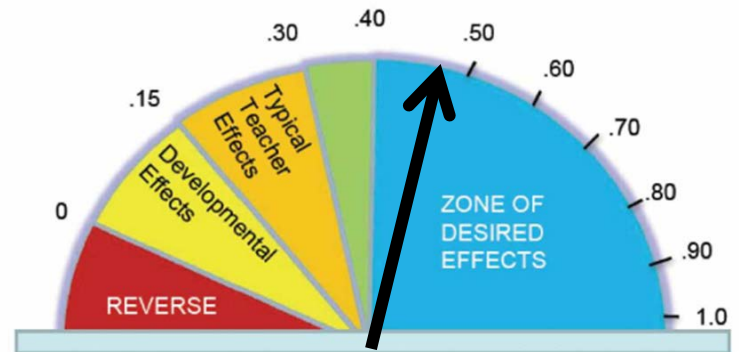 .40
.30
.50
.60
.15
.70
Typical
Teacher
Effects
Developmental
Effects
.80
0
ZONE OF
DESIRED
EFFECTS
.90
REVERSE
1.0